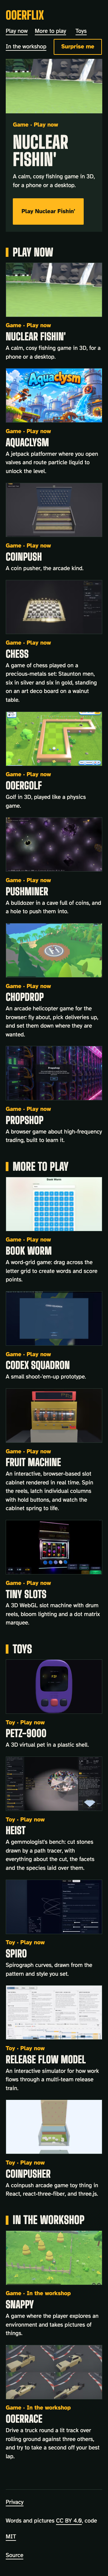 OOERFLIX
Play now More to play Toys
In the workshop Surprise me
Game · Play now
NUCLEAR
FISHIN'
A calm, cosy fishing game in 3D,
for a phone or desktop.
Play Nuclear Fishin'
PLAY NOW
Game · Play now
NUCLEAR FISHIN'
A calm, cosy fishing game in 3D, for a
phone or desktop.
Aquaclysm
Game · Play now
AQUACLYSM
A jetpack platformer where you open
valves and route particle liquid to
unlock the level.
Game · Play now
COINPUSH
A coin pusher, the arcade kind.
Game · Play now
CHESS
A game of chess played on a
precious-metals set: Staunton men,
six in silver and six in gold, standing
on an art deco board on a walnut
table.
Game · Play now
OOERGOLF
Golf in 3D, played like a physics
game.
Game · Play now
PUSHMINER
A bulldozer in a cave full of coins, and
a hole to push them into.
Game · Play now
CHOPDROP
An arcade helicopter game for the
browser: fly about, pick deliveries up,
and set them down where they are
wanted.
Game · Play now
PROPSHOP
A browser game about high-frequency
trading, built to learn it.
MORE TO PLAY
Book Worm
Game · Play now
BOOK WORM
A word-grid game: drag across the
letter grid to create words and score
points.
Game · Play now
CODEX SQUADRON
A small shoot-'em-up prototype.
Game · Play now
FRUIT MACHINE
An interactive, browser-based slot
cabinet rendered in real time. Spin
the reels, latch individual columns
with hold buttons, and watch the
cabinet spring to life.
Game · Play now
TINY SLOTS
A 3D WebGL slot machine with drum
reels, bloom lighting and a dot matrix
marquee.
TOYS
Toy · Play now
PETZ-9000
A 3D virtual pet in a plastic shell.
Toy · Play now
HEIST
A gemmologist's bench: cut stones
drawn by a path tracer, with
everything about the cut, the facets
and the species laid over them.
Toy · Play now
SPIRO
Spirograph curves, drawn from the
pattern and style you set.
Toy · Play now
RELEASE FLOW MODEL
An interactive simulator for how work
flows through a multi-team release
train.
Toy · Play now
COINPUSHER
A coinpush arcade game toy thing in
React, react-three-fiber, and three.js.
IN THE WORKSHOP
Game · In the workshop
SNAPPY
A game where the player explores an
environment and takes pictures of
things.
Game · In the workshop
OOERRACE
Drive a truck round a lit track over
rolling ground against three others,
and try to take a second off your best
lap.
Privacy
Words and pictures CC BY 4.0, code
MIT
Source